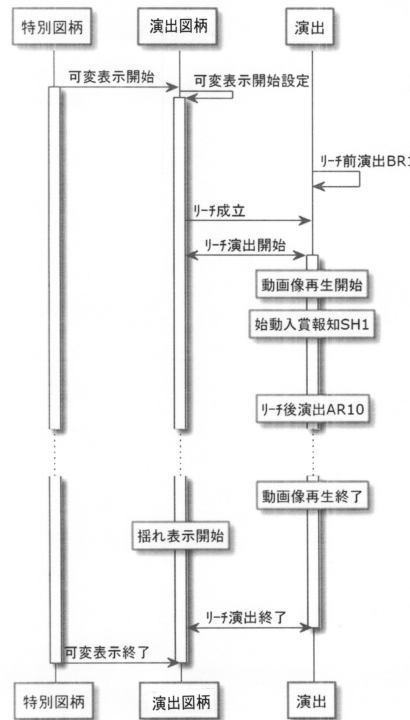 特別図柄
演出図柄
演出
可変表示開始
可変表示開始設定
リーチ前演出BR1
リーチ成立
リーチ演出開始
動画像再生開始
始動入賞報知SH1
リーチ後演出AR10
動画像再生終了
揺れ表示開始
リーチ演出終了
可変表示終了
特別図柄
演出図柄
演出